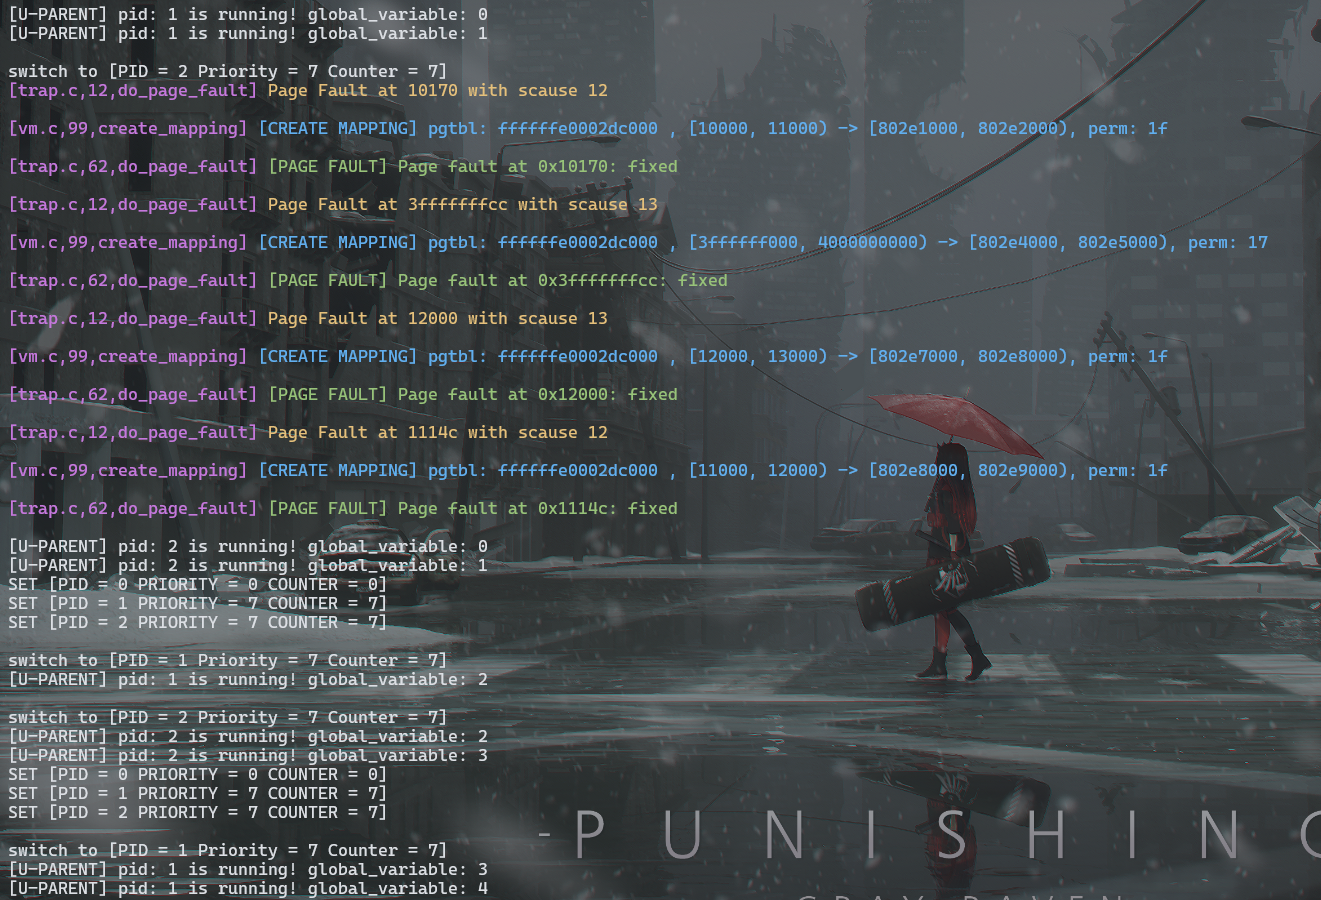 [U-PARENT] pid: 1 is running! global_variable: 0
[U-PARENT] pid: 1 is running! global_variable: 1
switch to [PID = 2 Priority = 7 Counter = 7]
[trap.c,12,do_page_fault] Page Fault at 10170 with scause 12
[vm.c,99,create_mapping] [CREATE MAPPING] pgtbl: ffffffe0002dc000 , [10000, 11000) -> [802e1000, 802e2000), perm: 1f
[trap.c,62,do_page_fault] [PAGE FAULT] Page fault at 0x10170: fixed
[trap.c,12,do_page_fault] Page Fault at 3fffffffcc with scause 13
[vm.c,99,create_mapping] [CREATE MAPPING] pgtbl: ffffffe0002dc000 , [3ffffff000, 4000000000) -> [802e4000, 802e5000), perm: 17
[trap.c,62,do_page_fault] [PAGE FAULT] Page fault at 0x3fffffffcc: fixed
[trap.c,12,do_page_fault] Page Fault at 12000 with scause 13
[vm.c,99,create_mapping] [CREATE MAPPING] pgtbl: ffffffe0002dc000 , [12000, 13000) -> [802e7000, 802e8000), perm: 1f
[trap.c,62,do_page_fault] [PAGE FAULT] Page fault at 0x12000: fixed
[trap.c,12,do_page_fault] Page Fault at 1114c with scause 12
[vm.c,99,create_mapping] [CREATE MAPPING] pgtbl: ffffffe0002dc000 , [11000, 12000) -> [802e8000, 802e9000), perm: 1f
[trap.c,62,do_page_fault] [PAGE FAULT] Page fault at 0x1114c: fixed
[U-PARENT] pid: 2 is running! global_variable: 0
[U-PARENT] pid: 2 is running! global_variable: 1
SET [PID = 0 PRIORITY = 0 COUNTER = 0]
SET [PID = 1 PRIORITY = 7 COUNTER = 7]
SET [PID = 2 PRIORITY = 7 COUNTER = 7]
switch to [PID = 1 Priority = 7 Counter = 7]
[U-PARENT] pid: 1 is running! global_variable: 2
switch to [PID = 2 Priority = 7 Counter = 7]
[U-PARENT] pid: 2 is running! global_variable: 2
[U-PARENT] pid: 2 is running! global_variable: 3
SET [PID = 0 PRIORITY = 0 COUNTER = 0]
SET [PID = 1 PRIORITY = 7 COUNTER = 7]
SET [PID = 2 PRIORITY = 7 COUNTER = 7]
- P U N I S H I N G
switch to [PID = 1 Priority = 7 Counter = 7]
[U-PARENT] pid: 1 is running! global_variable: 3
[U-PARENT] pid: 1 is running! global_variable: 4